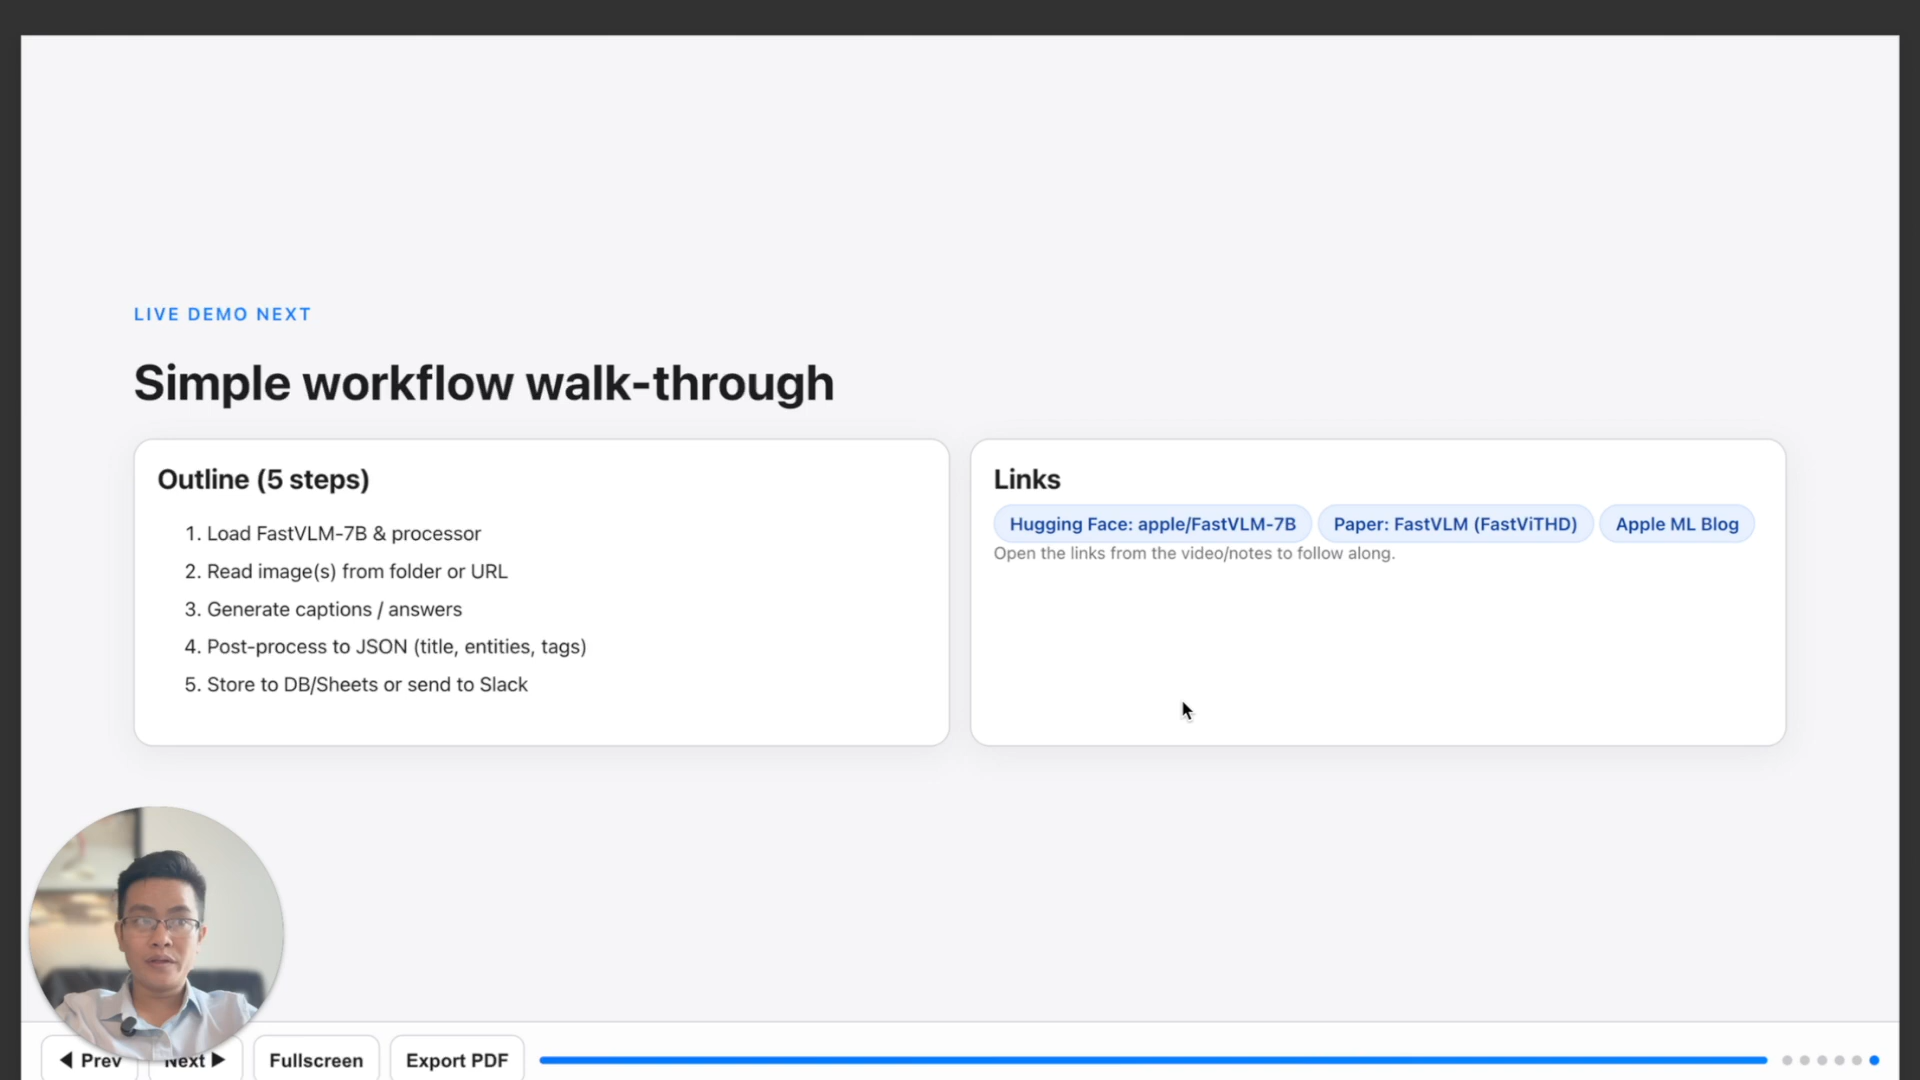 LIVE DEMO NEXT
Simple workflow walk-through
Outline (5 steps)
1. Load FastVLM-7B & processor
2. Read image(s) from folder or URL
3. Generate captions / answers
4. Post-process to JSON (title, entities, tags)
5. Store to DB/Sheets or send to Slack
Links
Hugging Face: apple/FastVLM-7B Paper: FastVLM (FastViTHD) Apple ML Blog
Open the links from the video/notes to follow along.
◀ Prev Next ▶ Fullscreen Export PDF